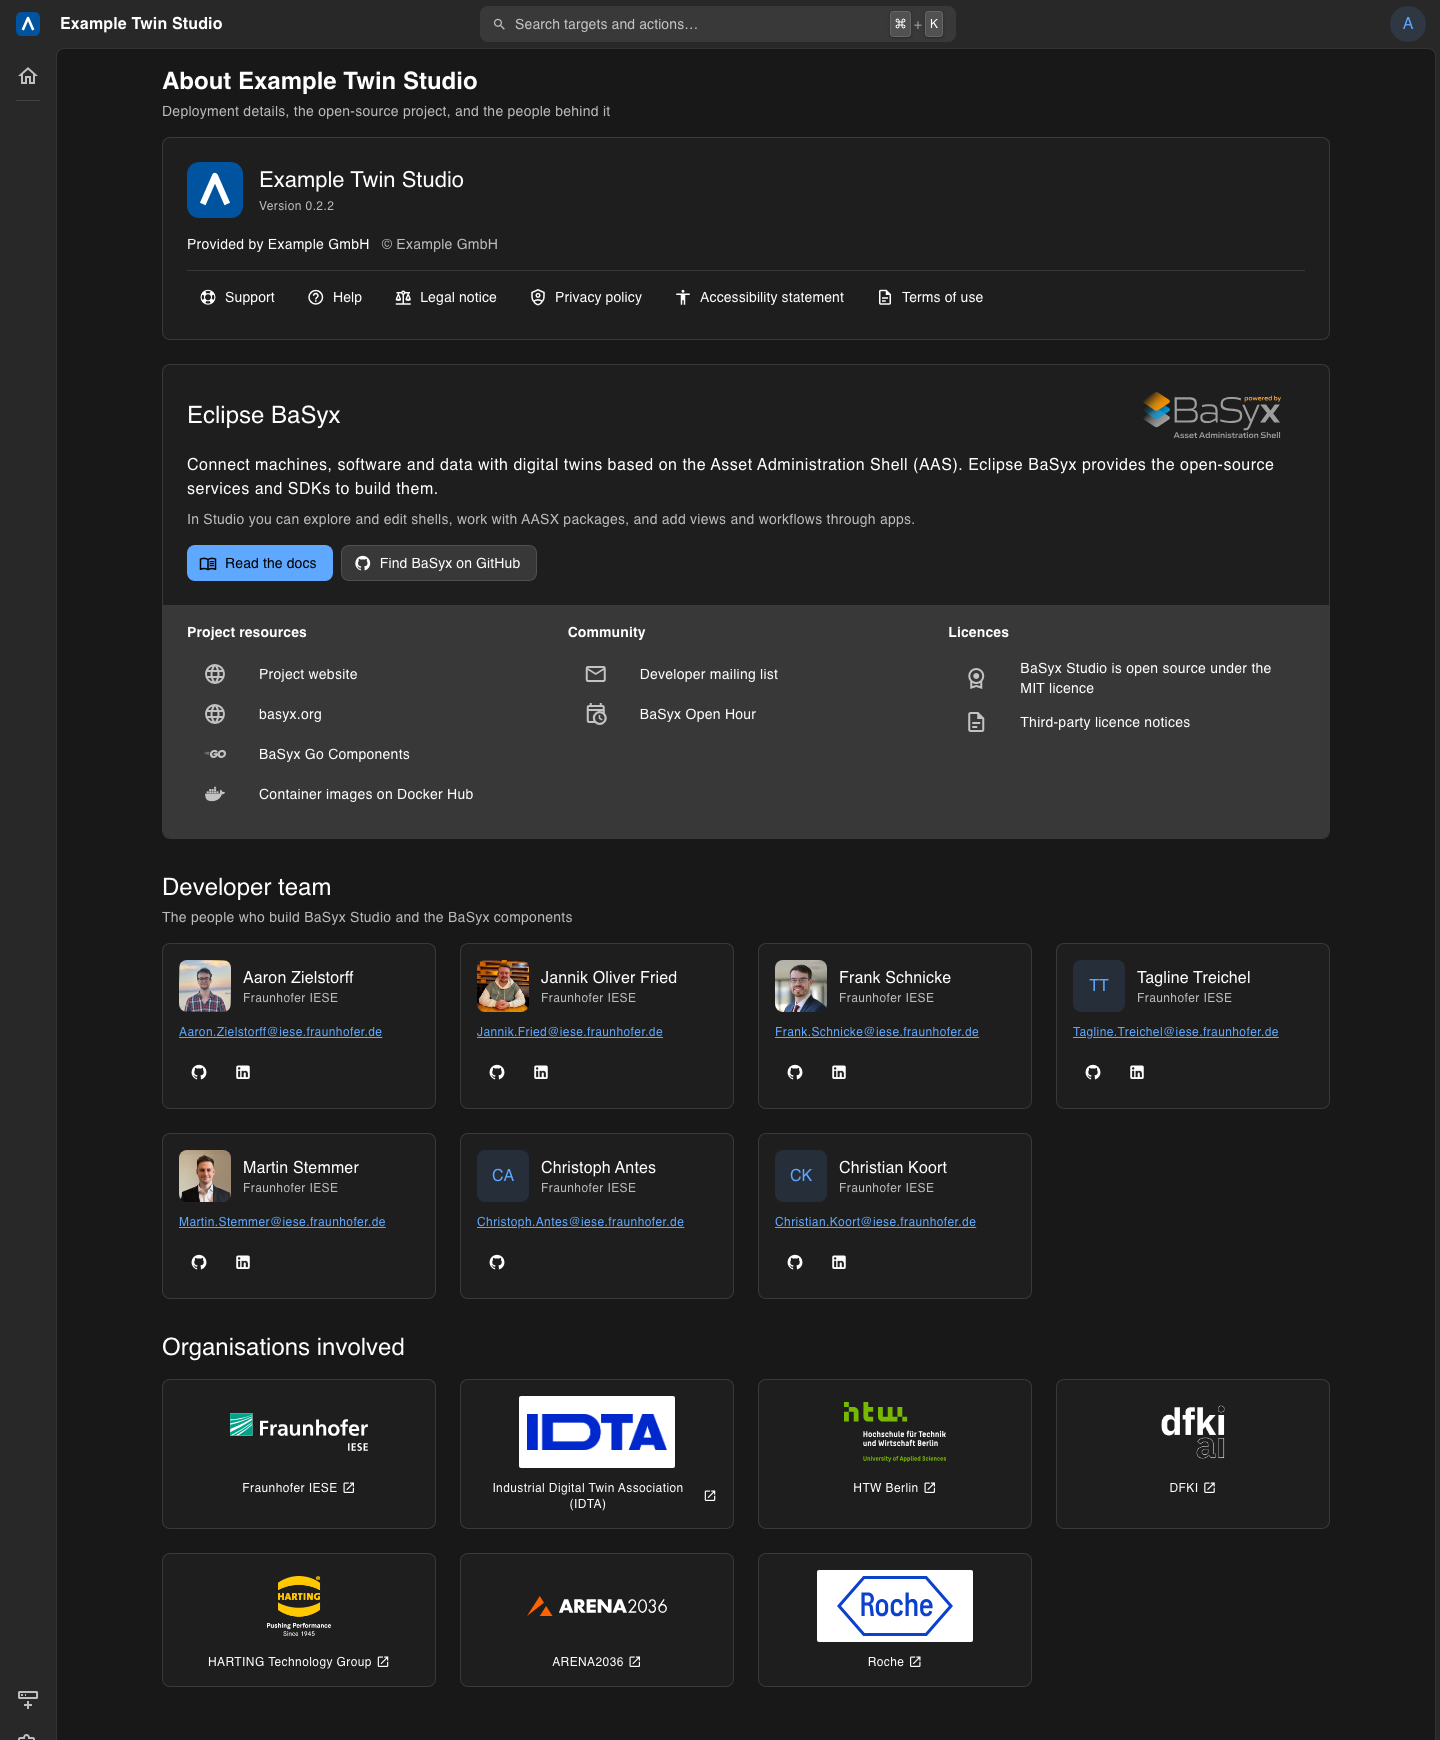 Example Twin Studio
Search targets and actions...
⌘ + K
A
About Example Twin Studio
Deployment details, the open-source project, and the people behind it
Example Twin Studio
Version 0.2.2
Provided by Example GmbH © Example GmbH
Support
Help
Legal notice
Privacy policy
Accessibility statement
Terms of use
Eclipse BaSyx
powered by
BaSyx
Asset Administration Shell
Connect machines, software and data with digital twins based on the Asset Administration Shell (AAS). Eclipse BaSyx provides the open-source
services and SDKs to build them.
In Studio you can explore and edit shells, work with AASX packages, and add views and workflows through apps.
Read the docs
Find BaSyx on GitHub
Project resources
Project website
basyx.org
GO
BaSyx Go Components
Container images on Docker Hub
Community
Developer mailing list
BaSyx Open Hour
Licences
BaSyx Studio is open source under the
MIT licence
Third-party licence notices
Developer team
The people who build BaSyx Studio and the BaSyx components
Aaron Zielstorff
Fraunhofer IESE
Aaron.Zielstorff@iese.fraunhofer.de
Jannik Oliver Fried
Fraunhofer IESE
Jannik.Fried@iese.fraunhofer.de
Frank Schnicke
Fraunhofer IESE
Frank.Schnicke@iese.fraunhofer.de
TT
Tagline Treichel
Fraunhofer IESE
Tagline.Treichel@iese.fraunhofer.de
Martin Stemmer
Fraunhofer IESE
Martin.Stemmer@iese.fraunhofer.de
CA
Christoph Antes
Fraunhofer IESE
Christoph.Antes@iese.fraunhofer.de
CK
Christian Koort
Fraunhofer IESE
Christian.Koort@iese.fraunhofer.de
Organisations involved
Fraunhofer
IESE
Fraunhofer IESE
IDTA
Industrial Digital Twin Association
(IDTA)
htw.
Hochschule für Technik
und Wirtschaft Berlin
University of Applied Sciences
HTW Berlin
dfki
ai
DFKI
HARTING
Pushing Performance
Since 1945
HARTING Technology Group
ARENA2036
ARENA2036
Roche
Roche